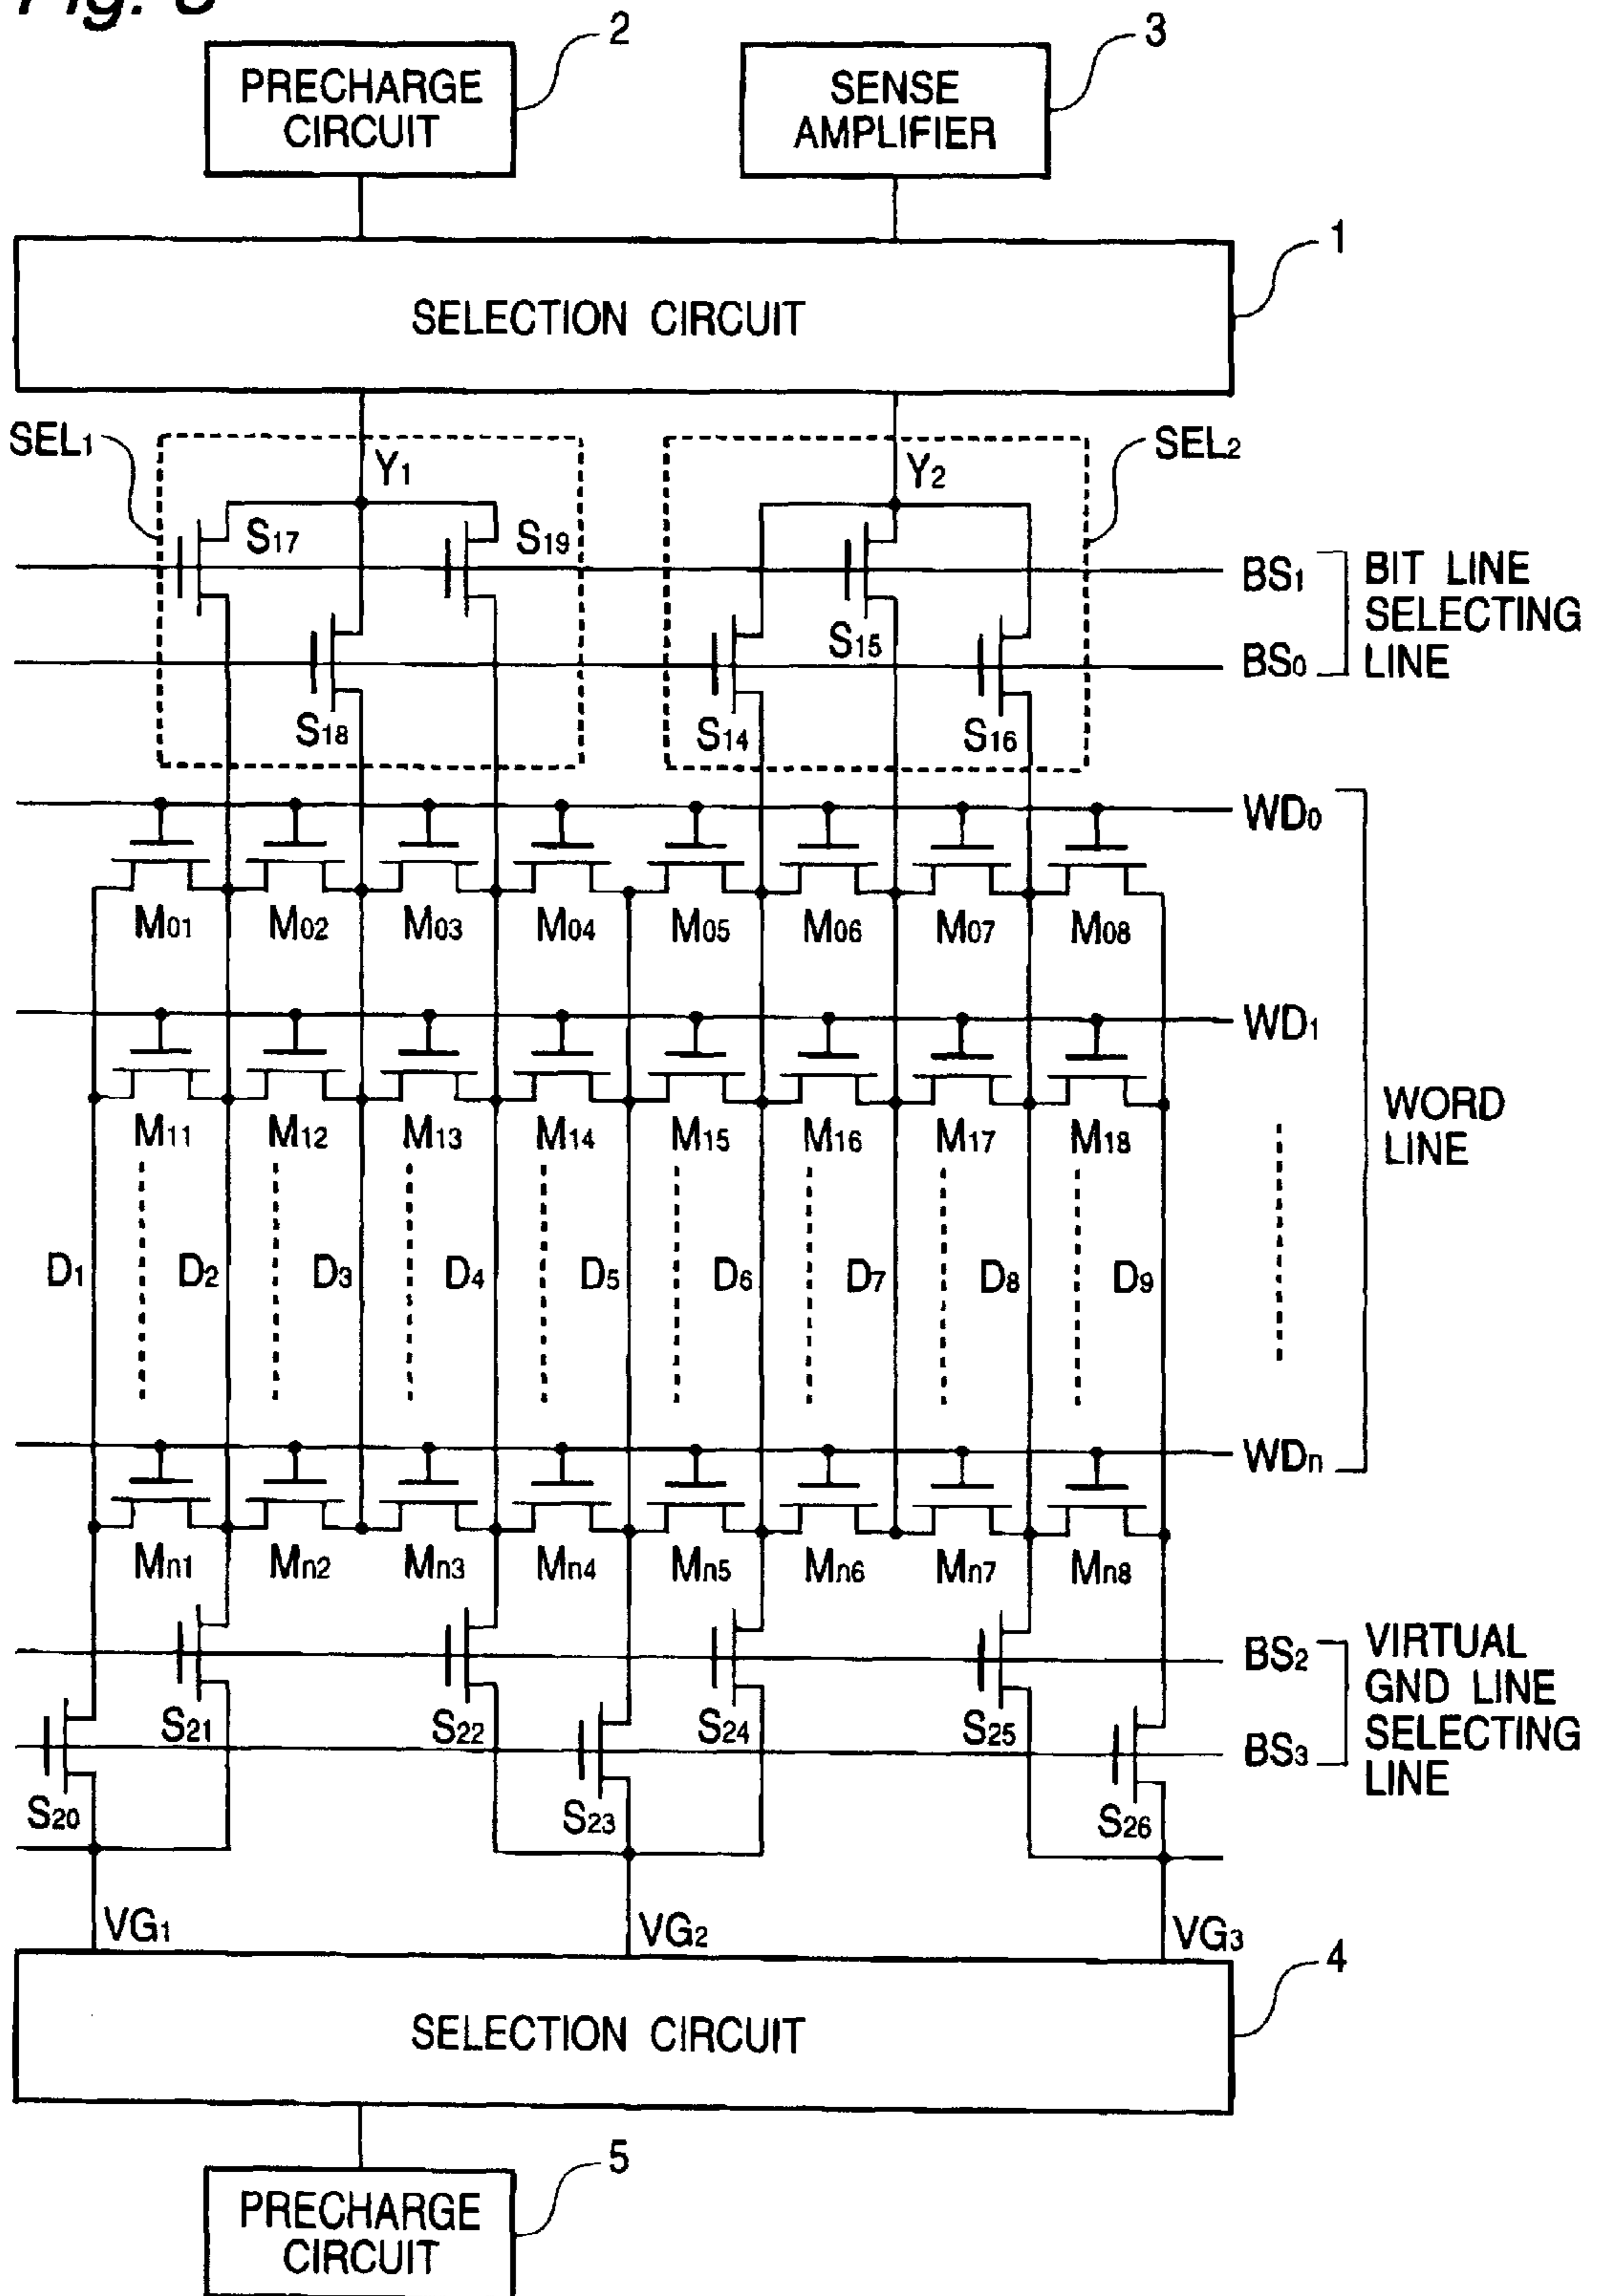 2
3
PRECHARGE
CIRCUIT
SENSE
AMPLIFIER
1
SELECTION CIRCUIT
SEL1
Y1
Y2
SEL2
S17
S19
S15
BS1
BIT LINE
SELECTING
LINE
BS0
S18
S14
S16
WD0
M01 M02 M03 M04 M05 M06 M07 M08
WD1
M11 M12 M13 M14 M15 M16 M17 M18
WORD
LINE
D1 D2 D3 D4 D5 D6 D7 D8 D9
WDn
Mn1 Mn2 Mn3 Mn4 Mn5 Mn6 Mn7 Mn8
BS2
VIRTUAL
GND LINE
SELECTING
LINE
S21
S22
S24
S25
BS3
S20
S23
S26
VG1
VG2
VG3
4
SELECTION CIRCUIT
5
PRECHARGE
CIRCUIT